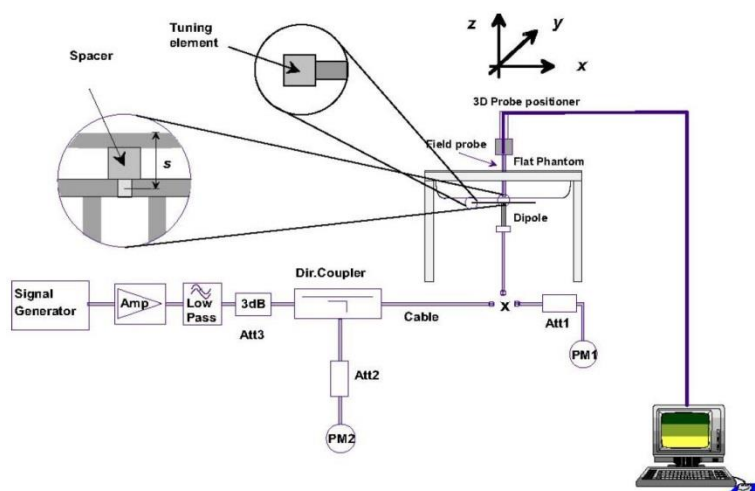 Tuning
element
Spacer
s
z
y
x
3D Probe positioner
Field probe
Flat Phantom
Dipole
Dir.Coupler
Signal
Generator
Amp
Low
Pass
3dB
Att3
Cable
x
Att1
PM1
Att2
PM2